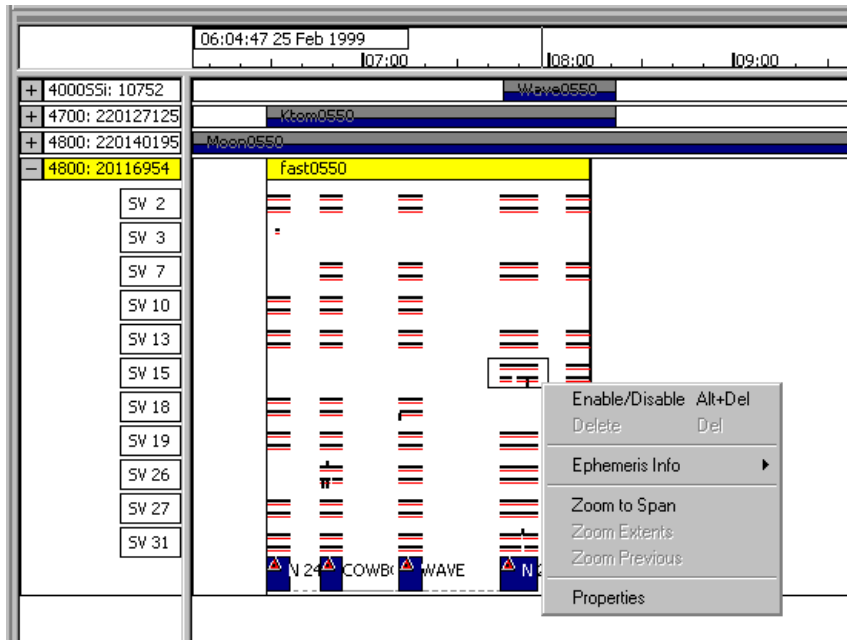 06:04:47 25 Feb 1999
07:00 08:00 09:00
+ 4000SSi: 10752 Wave0550
+ 4700: 220127125 Ktom0550
+ 4800: 220140195 Moon0550
− 4800: 20116954 fast0550
SV 2
SV 3
SV 7
SV 10
SV 13
SV 15
SV 18
SV 19
SV 26
SV 27
SV 31
N 24 COWB WAVE N
Enable/Disable Alt+Del
Delete Del
Ephemeris Info
Zoom to Span
Zoom Extents
Zoom Previous
Properties